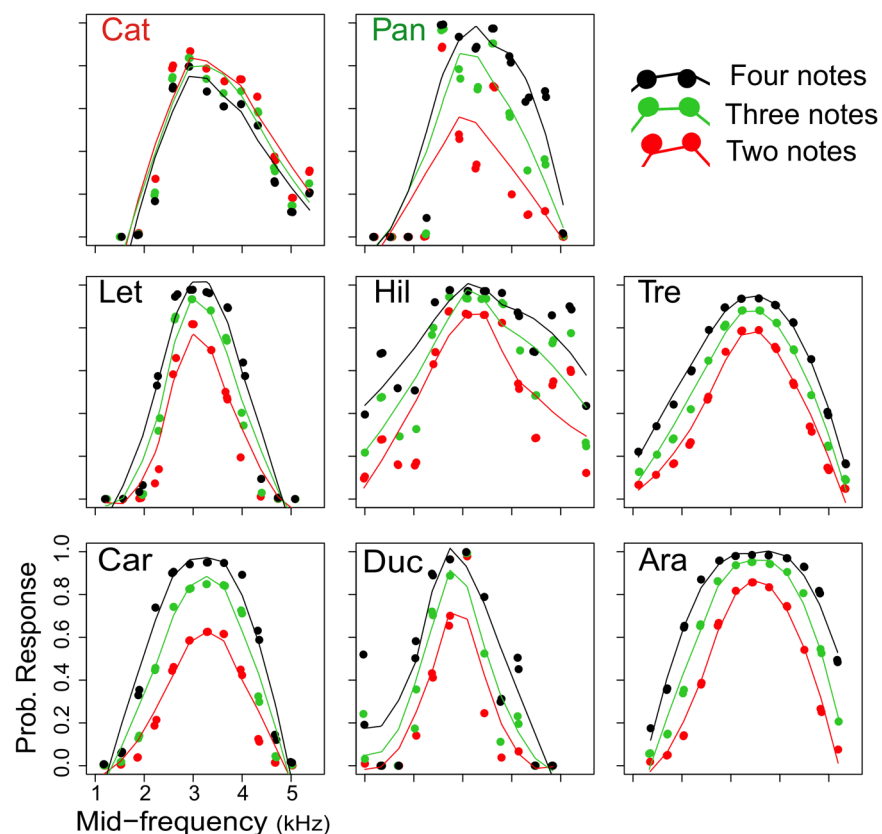 Cat
Pan
Four notes
Three notes
Two notes
Let
Hil
Tre
Car
Duc
Ara
Prob. Response
0.0 0.2 0.4 0.6 0.8 1.0
1 2 3 4 5
Mid−frequency (kHz)